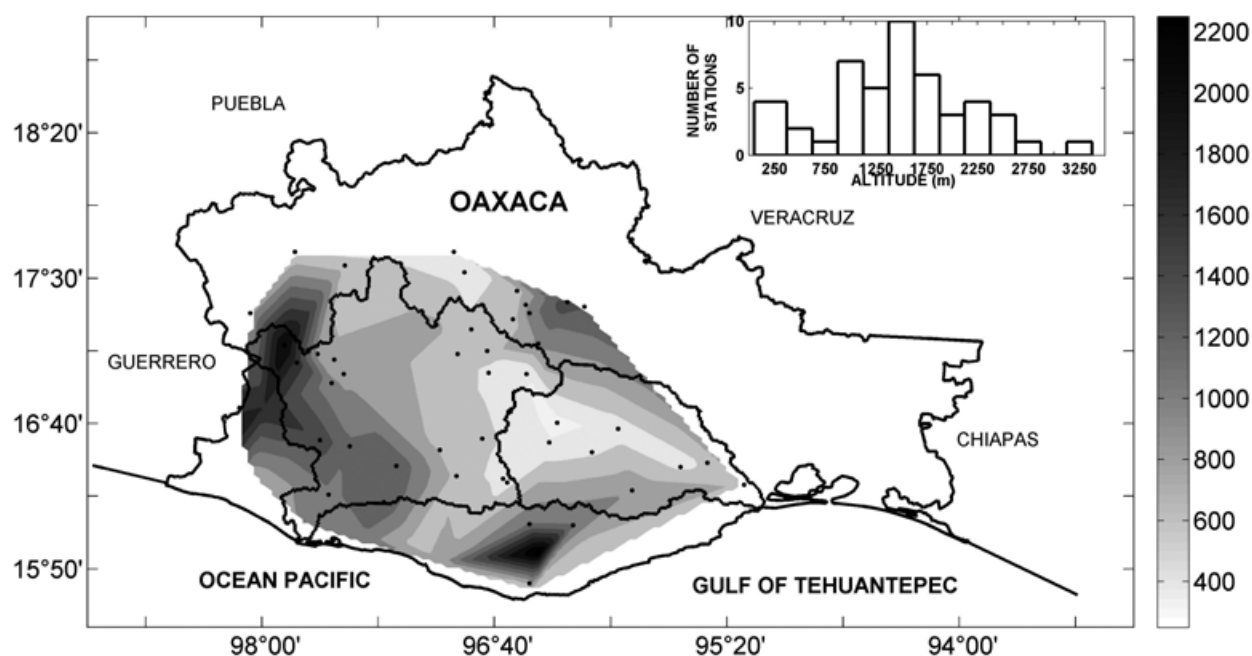 10
5
0
NUMBER OF
STATIONS
250 750 1250 1750 2250 2750 3250
ALTITUDE (m)
PUEBLA
VERACRUZ
OAXACA
GUERRERO
CHIAPAS
OCEAN PACIFIC
GULF OF TEHUANTEPEC
18°20'
17°30'
16°40'
15°50'
98°00' 96°40' 95°20' 94°00'
2200
2000
1800
1600
1400
1200
1000
800
600
400